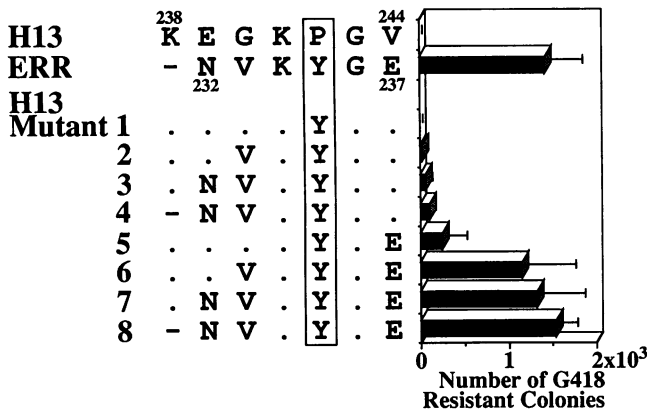 238 244
H13 K E G K P G V
ERR - N V K Y G E
232 237
H13
Mutant 1 . . . . Y . .
2 . . V . Y . .
3 . N V . Y . .
4 - N V . Y . .
5 . . . . Y . E
6 . . V . Y . E
7 . N V . Y . E
8 - N V . Y . E
0 1 2x10³
Number of G418
Resistant Colonies